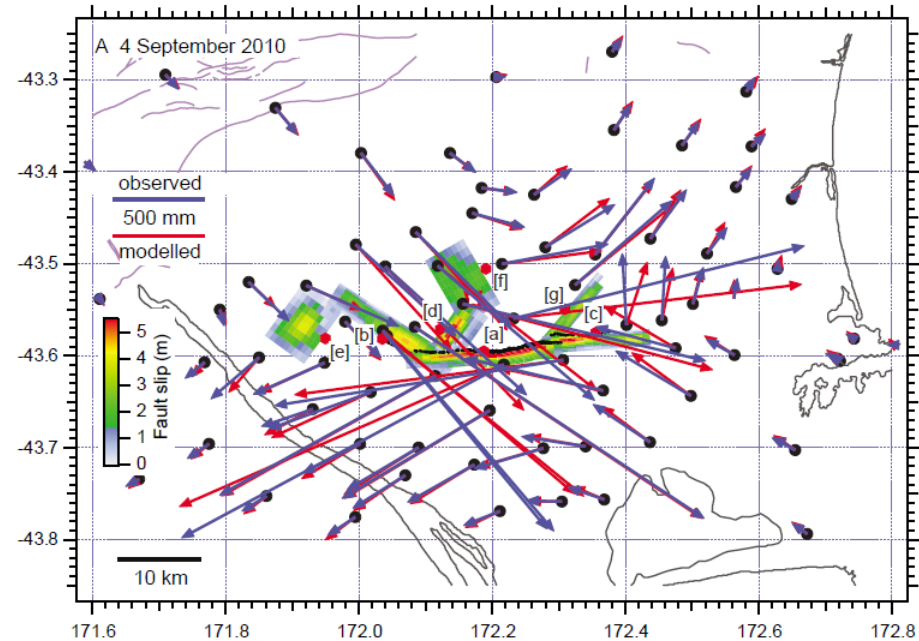 A 4 September 2010
-43.3
-43.4
observed
500 mm
modelled
-43.5
[f]
[g]
[d]
[c]
[a]
[b]
[e]
5
4
3
2
1
0
Fault slip (m)
-43.6
-43.7
-43.8
10 km
171.6
171.8
172.0
172.2
172.4
172.6
172.8